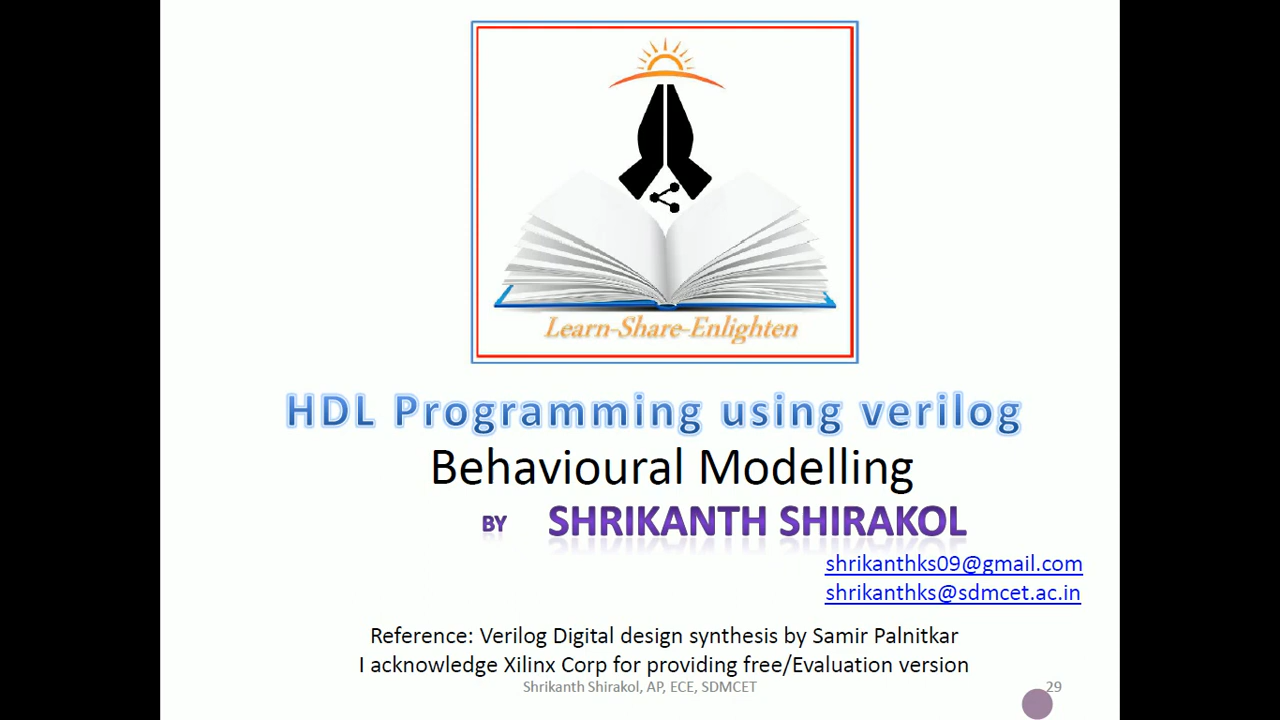 Learn-Share-Enlighten
HDL Programming using verilog
Behavioural Modelling
BY SHRIKANTH SHIRAKOL
shrikanthks09@gmail.com
shrikanthks@sdmcet.ac.in
Reference: Verilog Digital design synthesis by Samir Palnitkar
I acknowledge Xilinx Corp for providing free/Evaluation version
Shrikanth Shirakol, AP, ECE, SDMCET 29